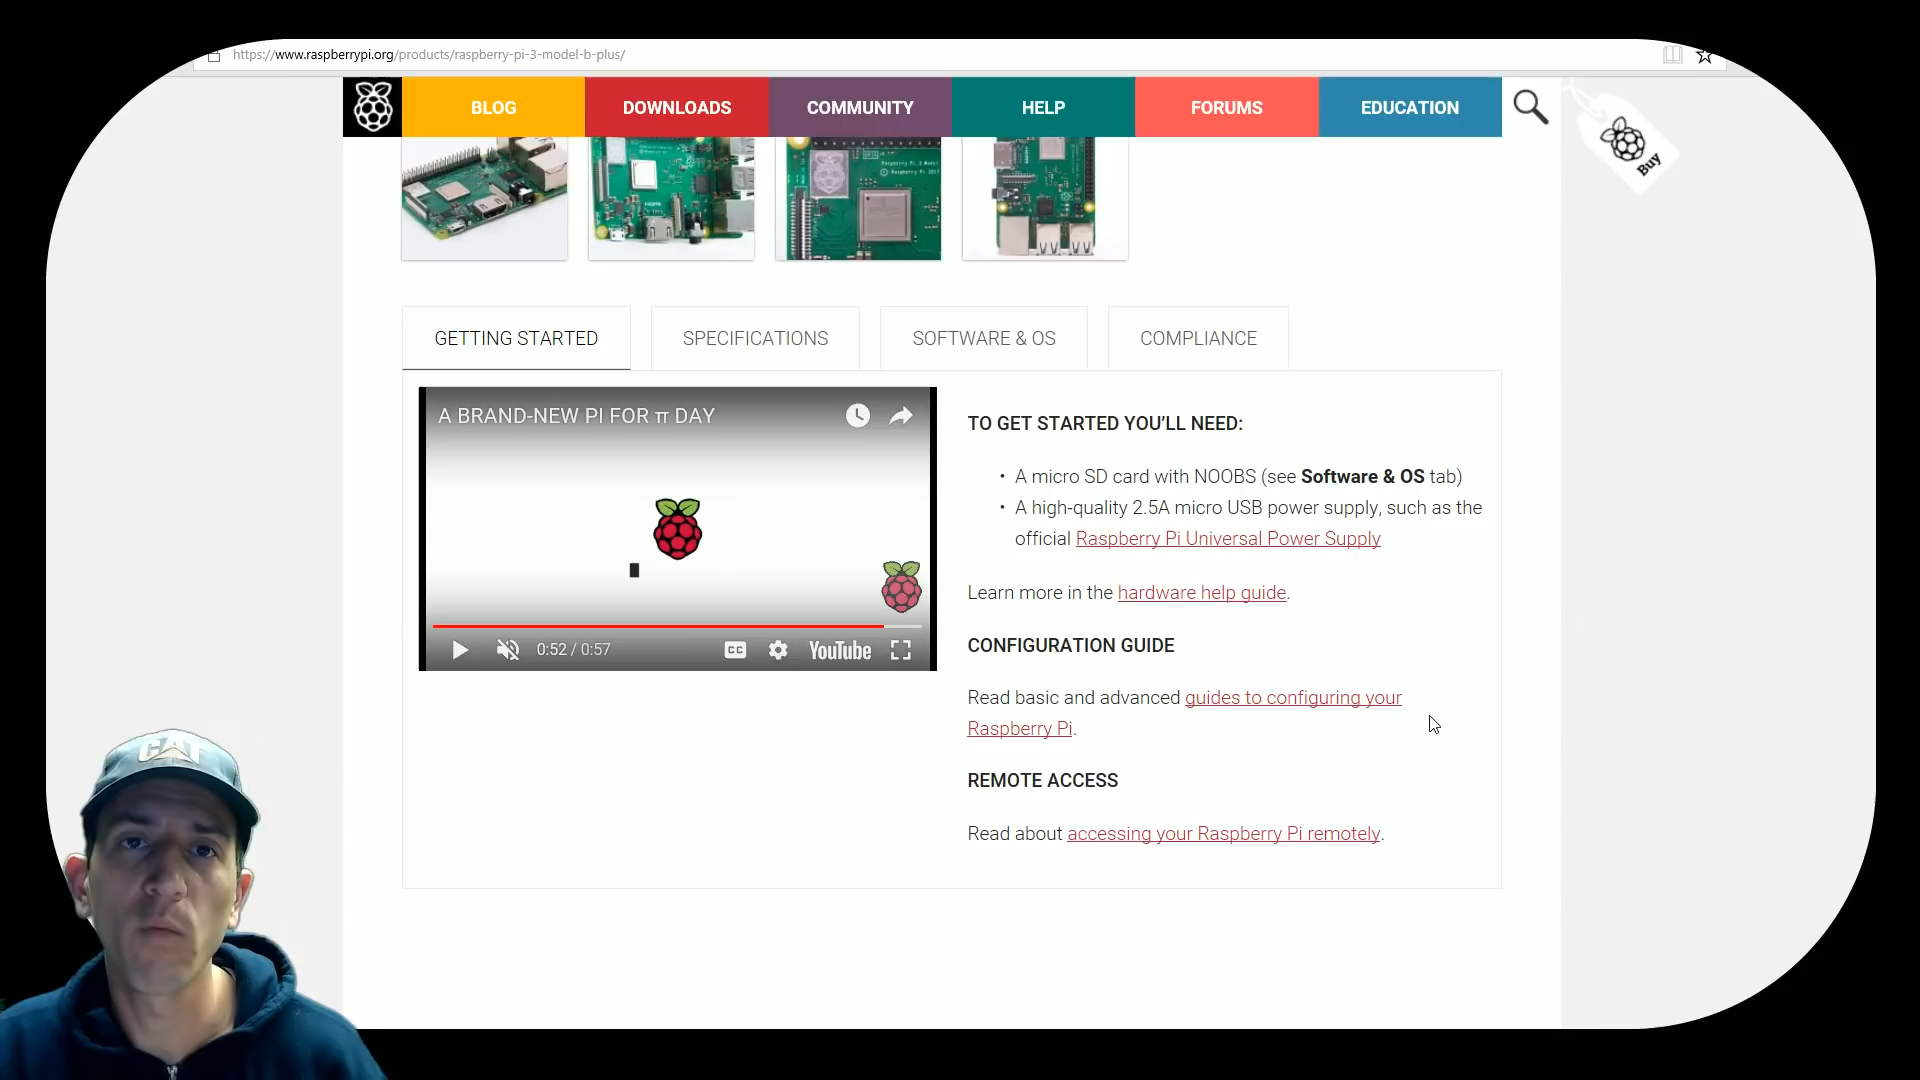 https://www.raspberrypi.org/products/raspberry-pi-3-model-b-plus/
BLOG
DOWNLOADS
COMMUNITY
HELP
FORUMS
EDUCATION
Buy
GETTING STARTED
SPECIFICATIONS
SOFTWARE & OS
COMPLIANCE
A BRAND-NEW PI FOR π DAY
0:52 / 0:57
CC
YouTube
TO GET STARTED YOU’LL NEED:
• A micro SD card with NOOBS (see Software & OS tab)
• A high-quality 2.5A micro USB power supply, such as the
official Raspberry Pi Universal Power Supply
Learn more in the hardware help guide.
CONFIGURATION GUIDE
Read basic and advanced guides to configuring your
Raspberry Pi.
REMOTE ACCESS
Read about accessing your Raspberry Pi remotely.
CAT